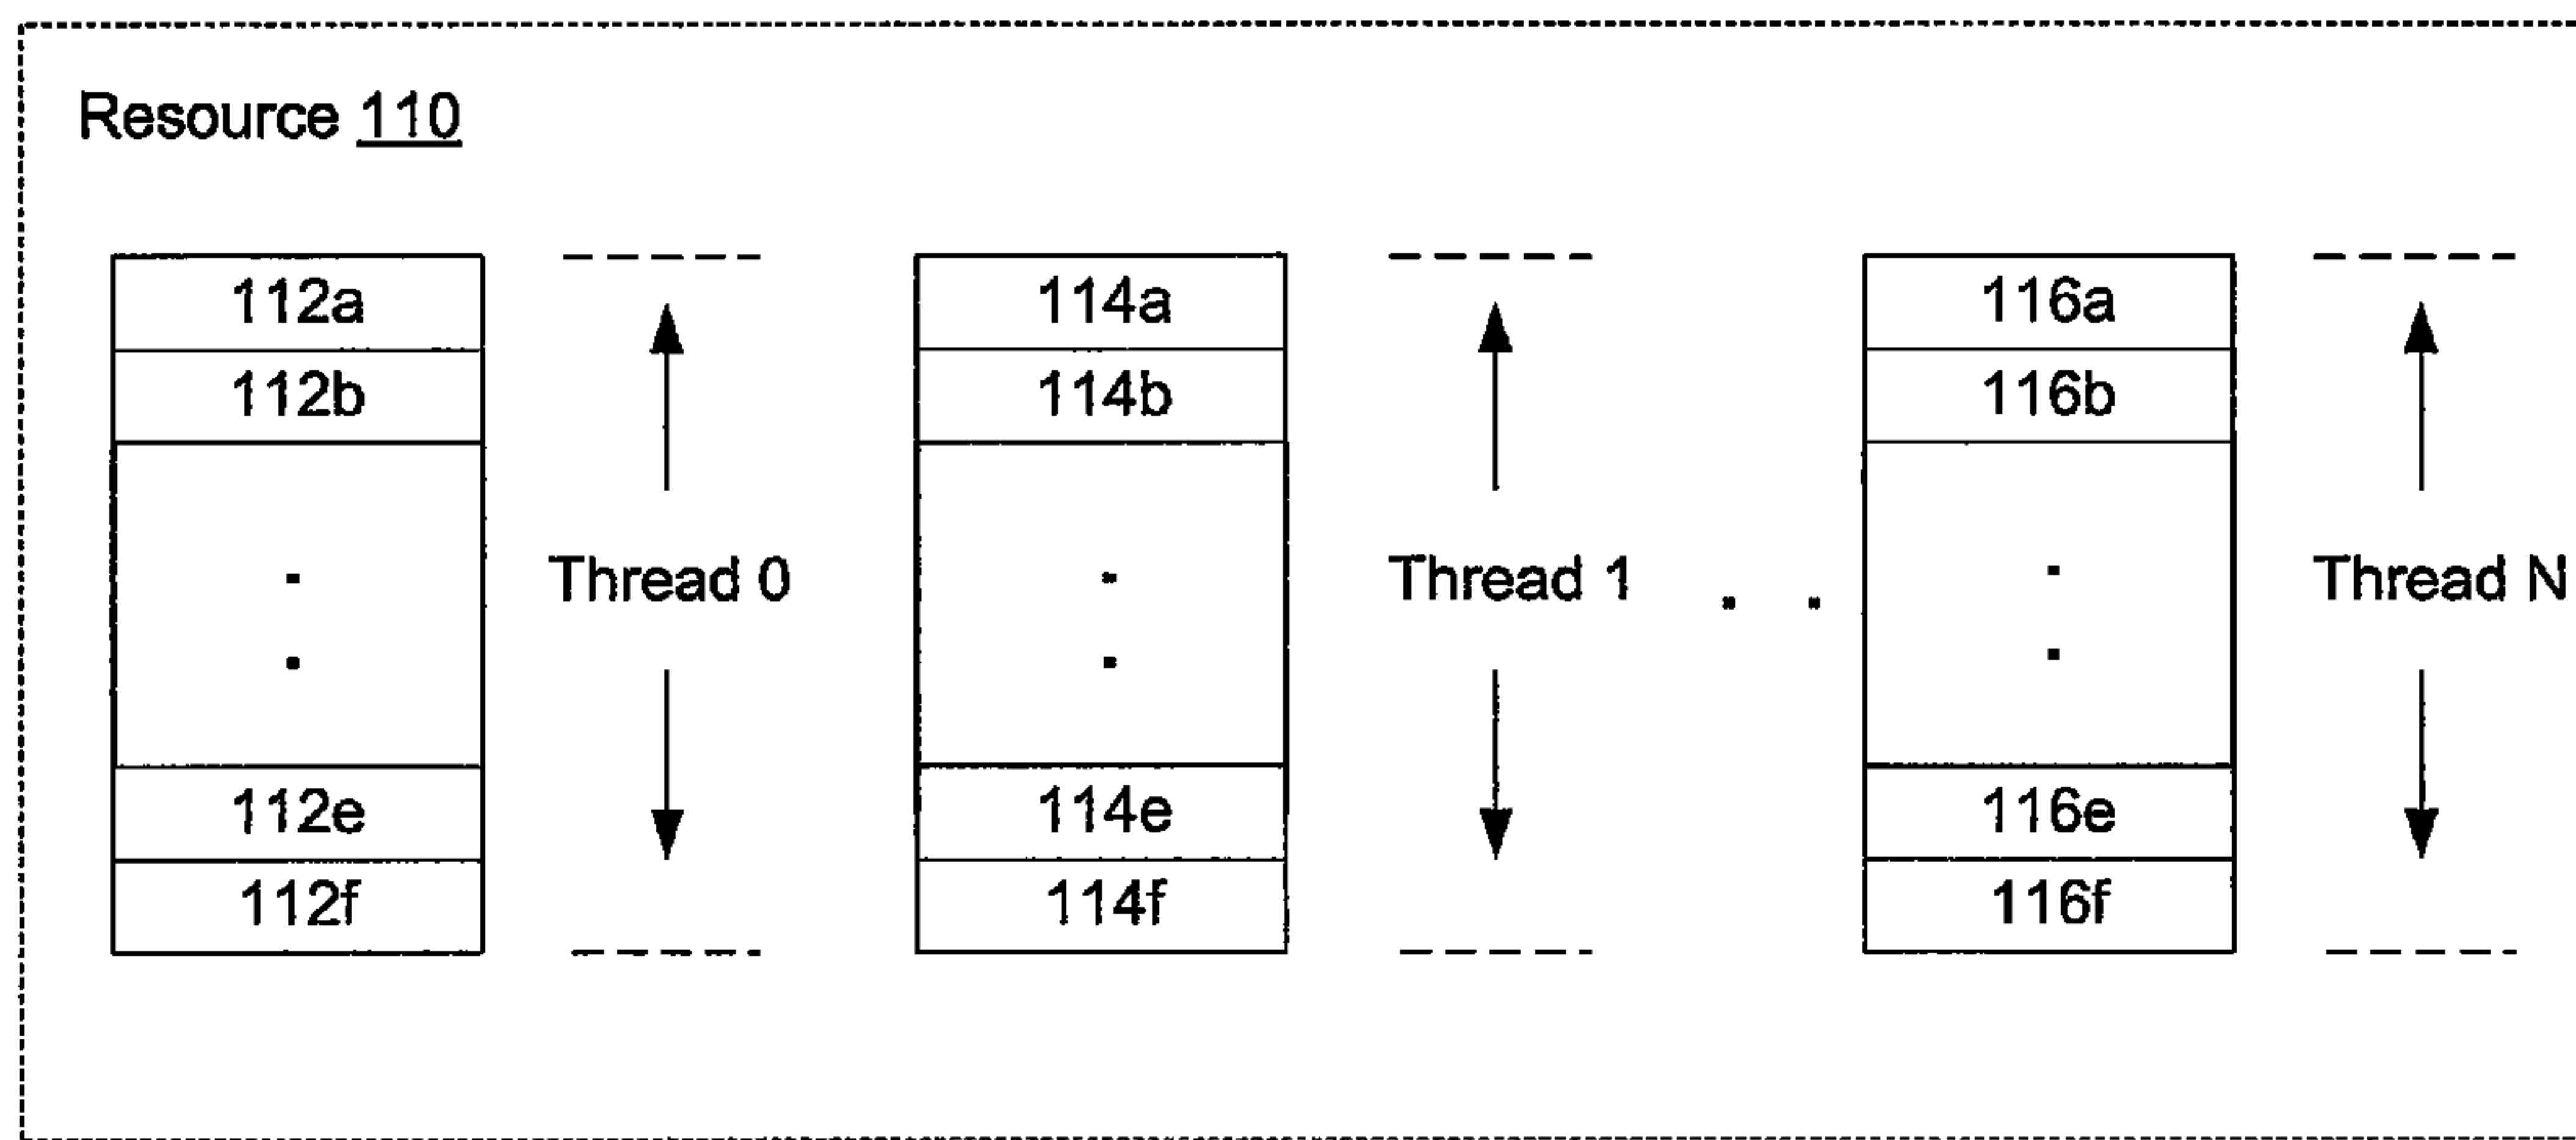 Resource 110
112a
112b
112e
112f
Thread 0
114a
114b
114e
114f
Thread 1
. .
116a
116b
116e
116f
Thread N